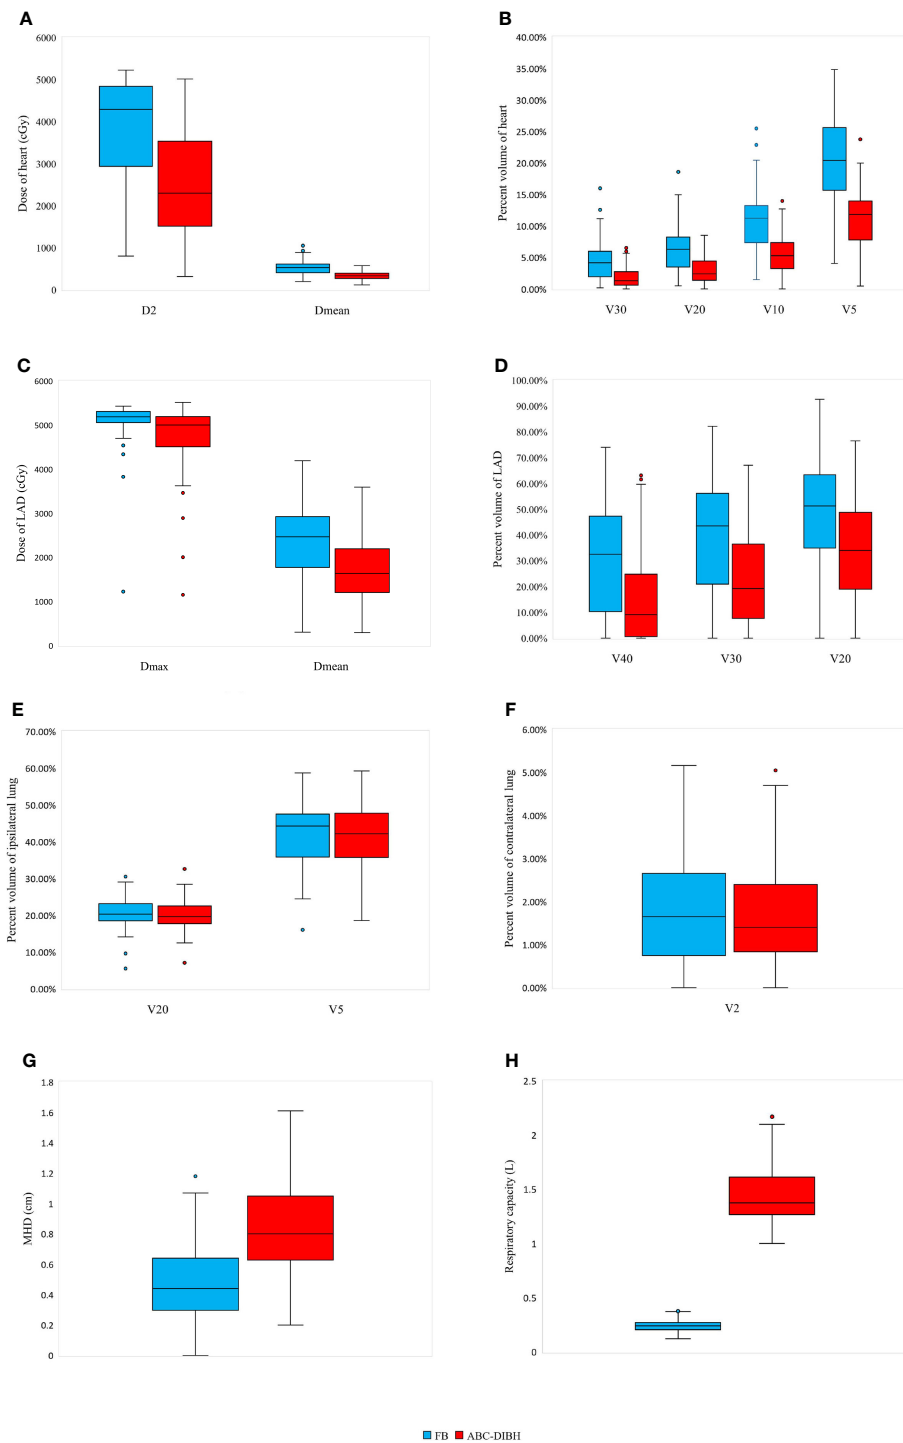 A
Dose of heart (cGy)
6000
5000
4000
3000
2000
1000
0
D2
Dmean
B
Percent volume of heart
40.00%
35.00%
30.00%
25.00%
20.00%
15.00%
10.00%
5.00%
0.00%
V30
V20
V10
V5
C
Dose of LAD (cGy)
6000
5000
4000
3000
2000
1000
0
Dmax
Dmean
D
Percent volume of LAD
100.00%
90.00%
80.00%
70.00%
60.00%
50.00%
40.00%
30.00%
20.00%
10.00%
0.00%
V40
V30
V20
E
Percent volume of ipsilateral lung
70.00%
60.00%
50.00%
40.00%
30.00%
20.00%
10.00%
0.00%
V20
V5
F
Percent volume of contralateral lung
6.00%
5.00%
4.00%
3.00%
2.00%
1.00%
0.00%
V2
G
MHD (cm)
1.8
1.6
1.4
1.2
1
0.8
0.6
0.4
0.2
0
H
Respiratory capacity (L)
2.5
2
1.5
1
0.5
0
FB ABC-DIBH